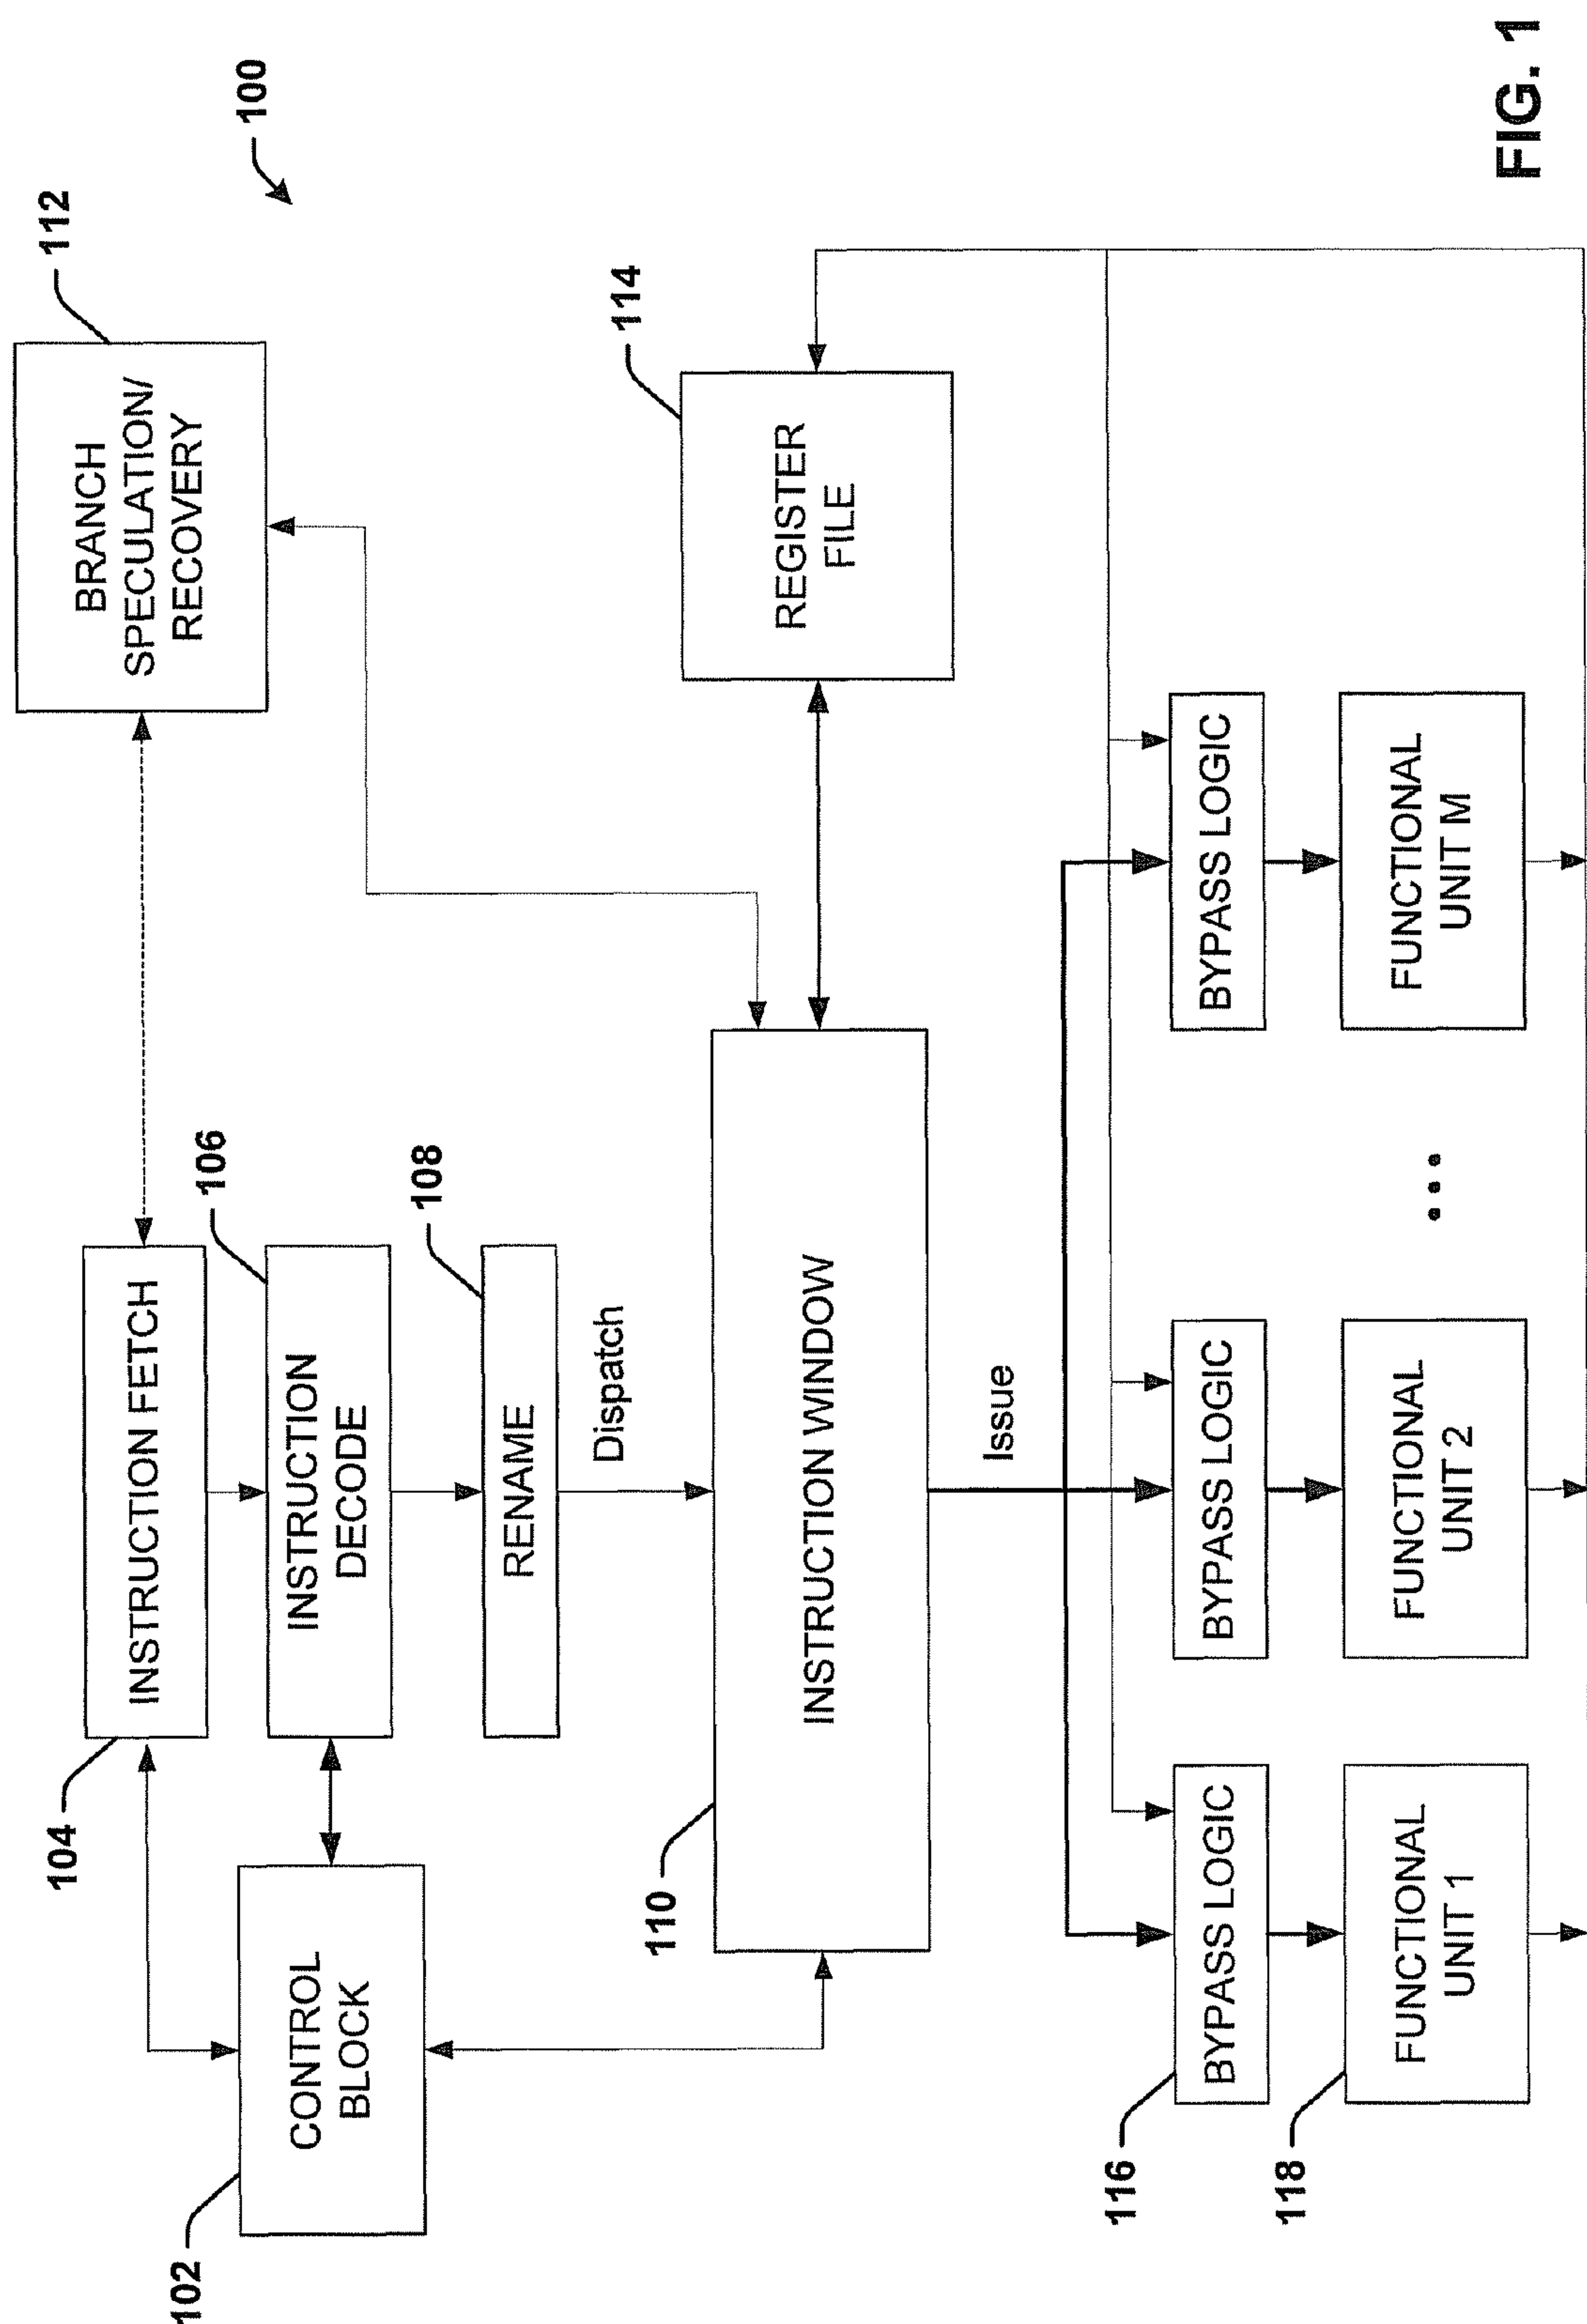 100
112
BRANCH
SPECULATION/
RECOVERY
104
INSTRUCTION FETCH
106
INSTRUCTION
DECODE
102
CONTROL
BLOCK
108
RENAME
Dispatch
114
REGISTER
FILE
110
INSTRUCTION WINDOW
Issue
116
BYPASS LOGIC
BYPASS LOGIC
BYPASS LOGIC
118
FUNCTIONAL
UNIT 1
FUNCTIONAL
UNIT 2
...
FUNCTIONAL
UNIT M
FIG. 1